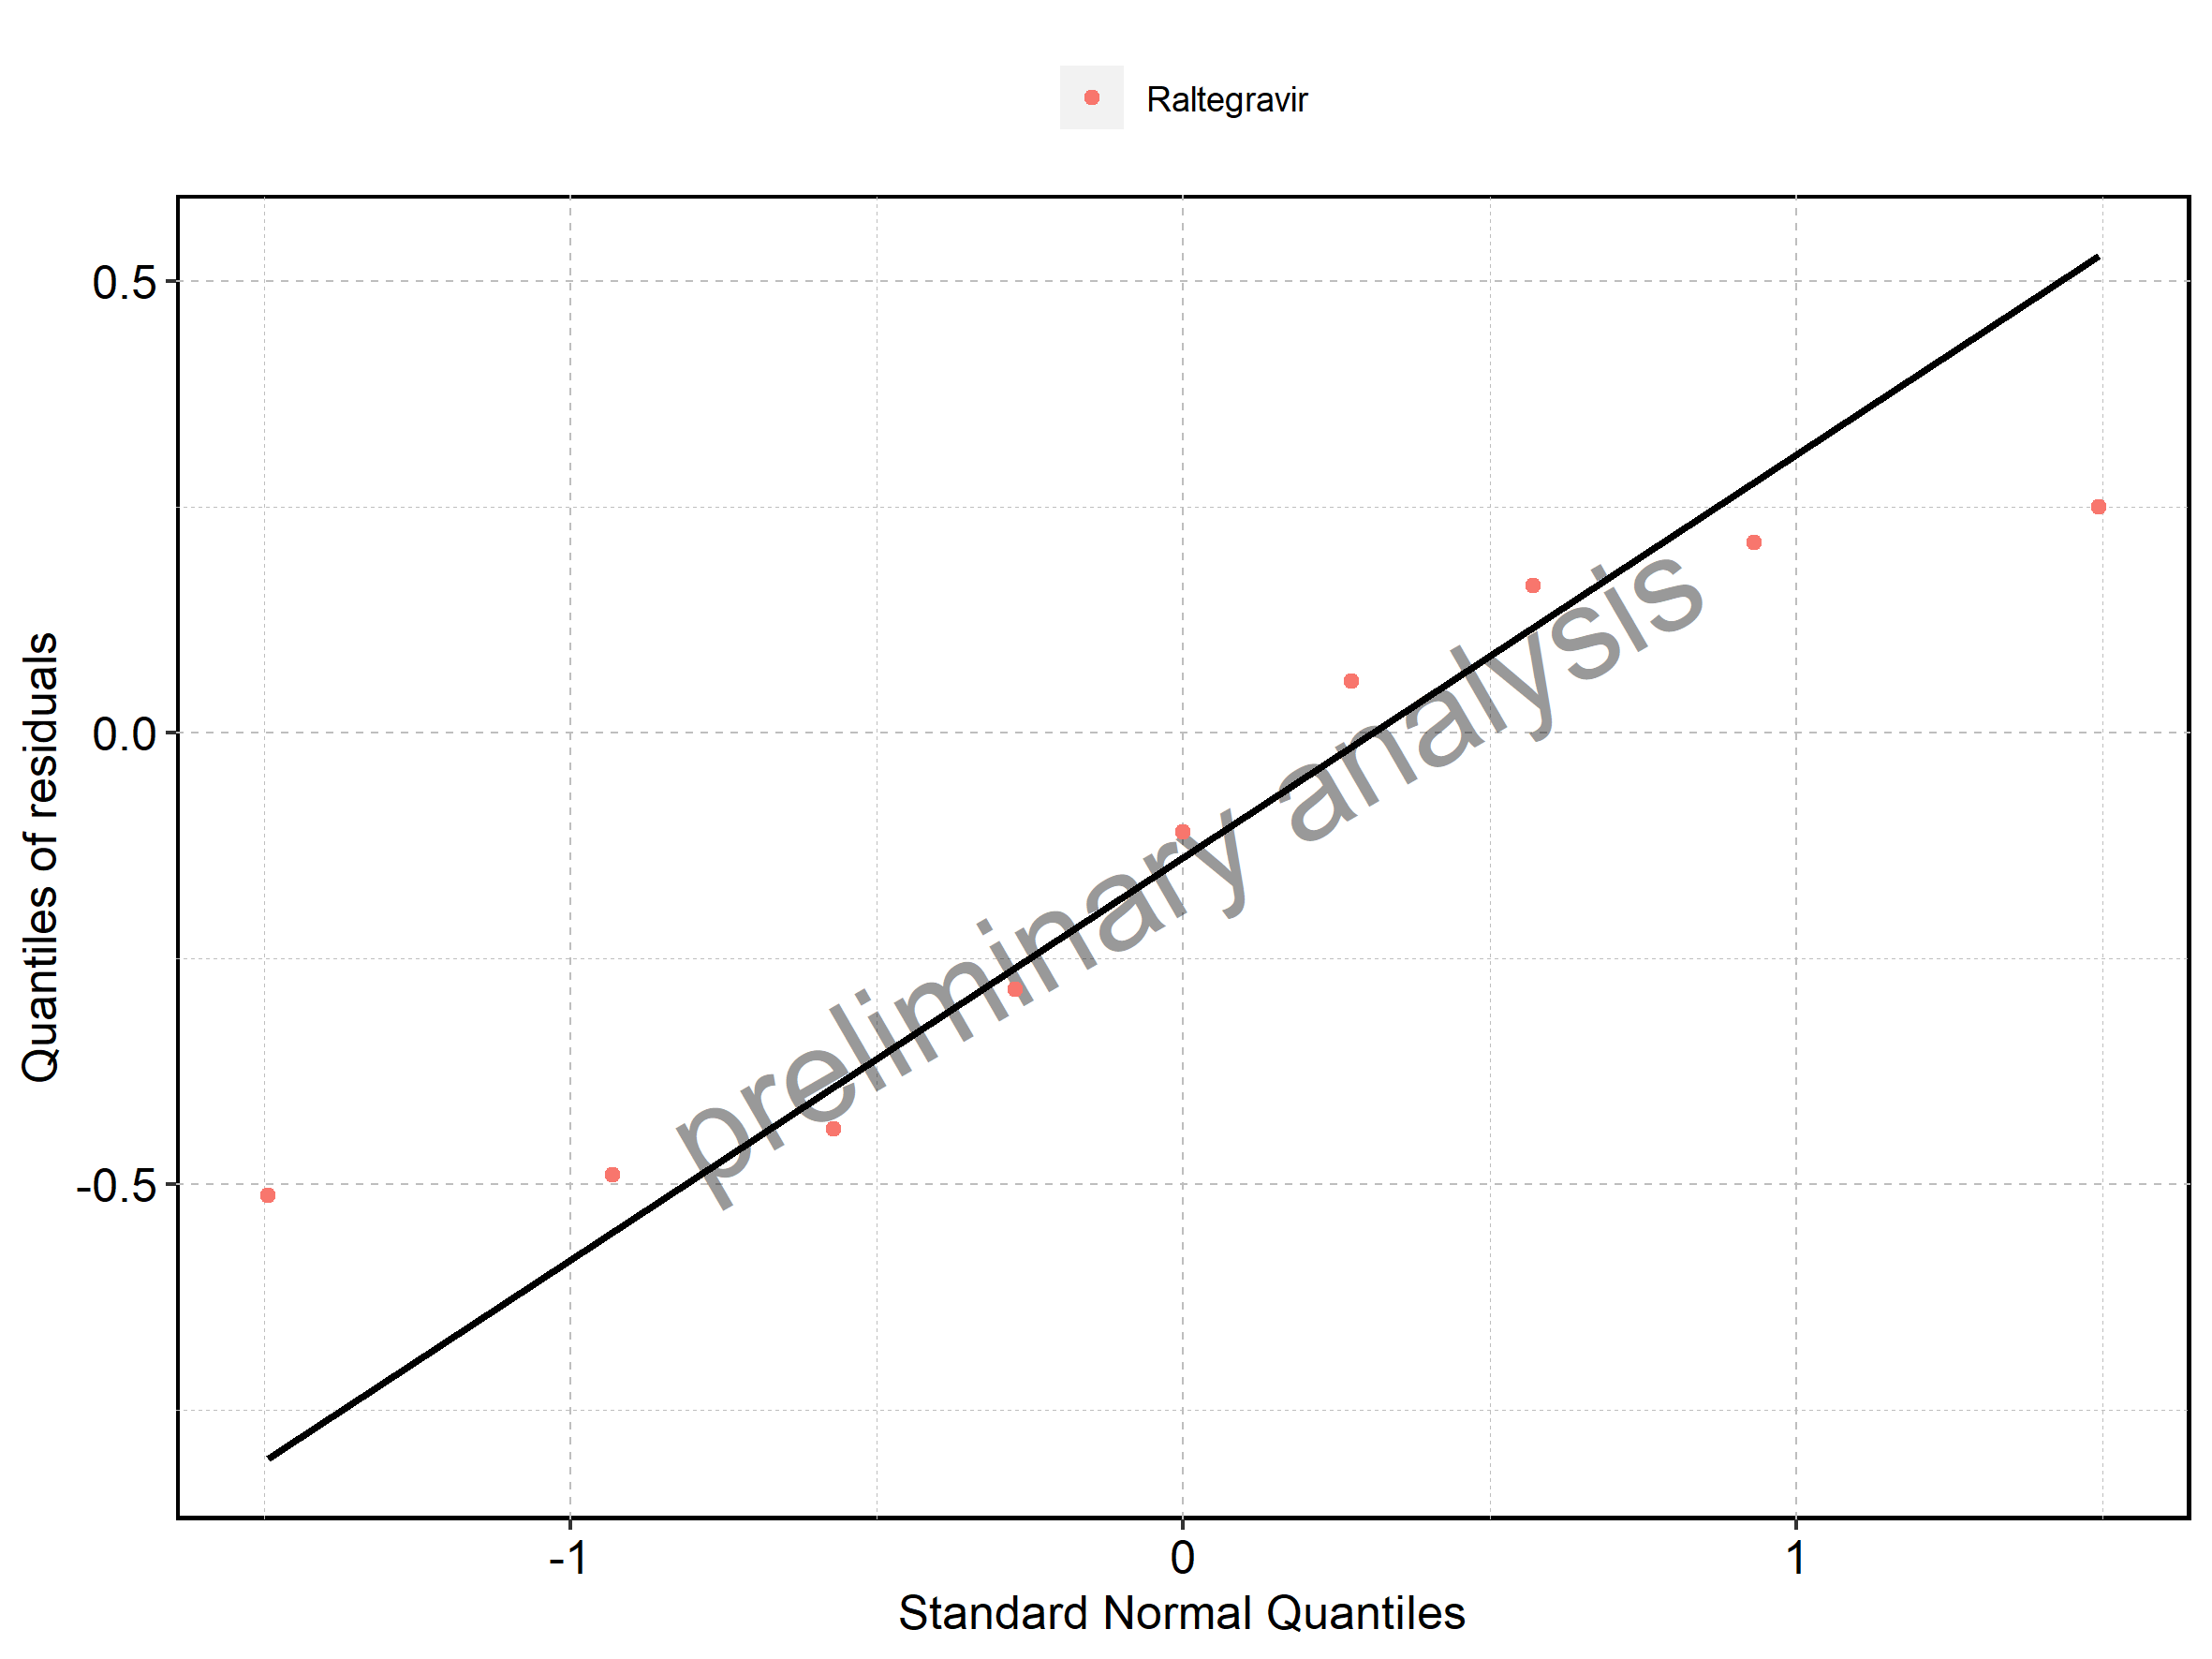 Raltegravir
0.5
0.0
-0.5
Quantiles of residuals
preliminary analysis
-1 0 1
Standard Normal Quantiles